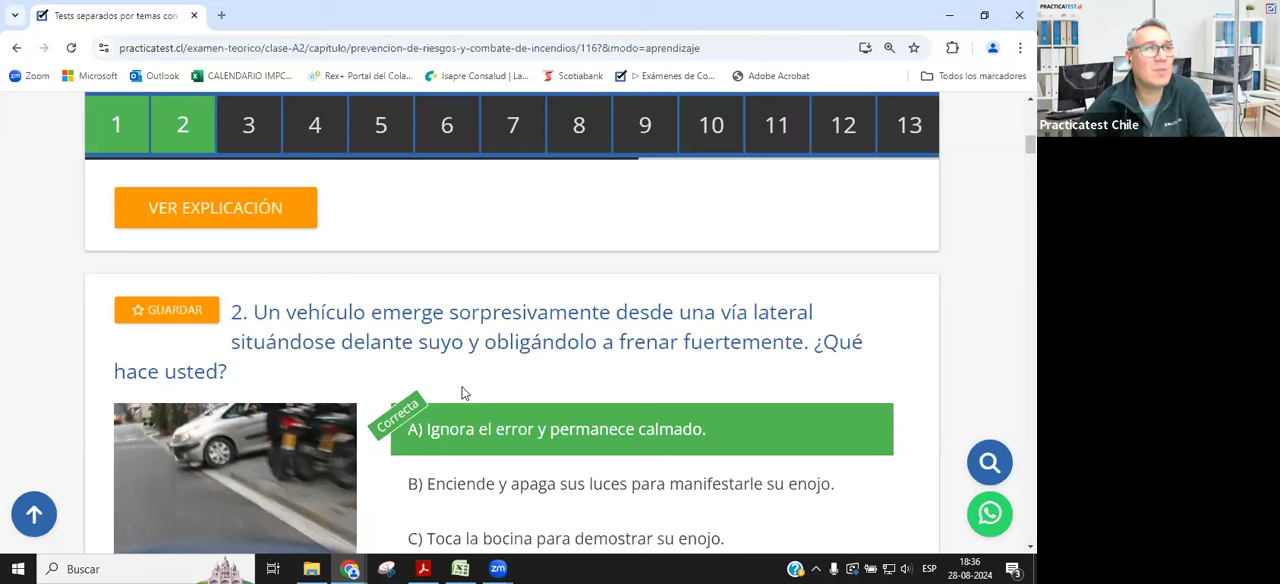 Tests separados por temas con
practicatest.cl/examen-teorico/clase-A2/capitulo/prevencion-de-riesgos-y-combate-de-incendios/116?&modo=aprendizaje
Zoom Microsoft Outlook CALENDARIO IMPC... Rex+ Portal del Cola... Isapre Consalud | La... Scotiabank ▷ Exámenes de Co... Adobe Acrobat Todos los marcadores
PRACTICATEST.cl
Practicatest Chile
1 2 3 4 5 6 7 8 9 10 11 12 13
VER EXPLICACIÓN
GUARDAR
2. Un vehículo emerge sorpresivamente desde una vía lateral
situándose delante suyo y obligándolo a frenar fuertemente. ¿Qué
hace usted?
Correcta
A) Ignora el error y permanece calmado.
B) Enciende y apaga sus luces para manifestarle su enojo.
C) Toca la bocina para demostrar su enojo.
Buscar
ESP
18:36
28-08-2024
3